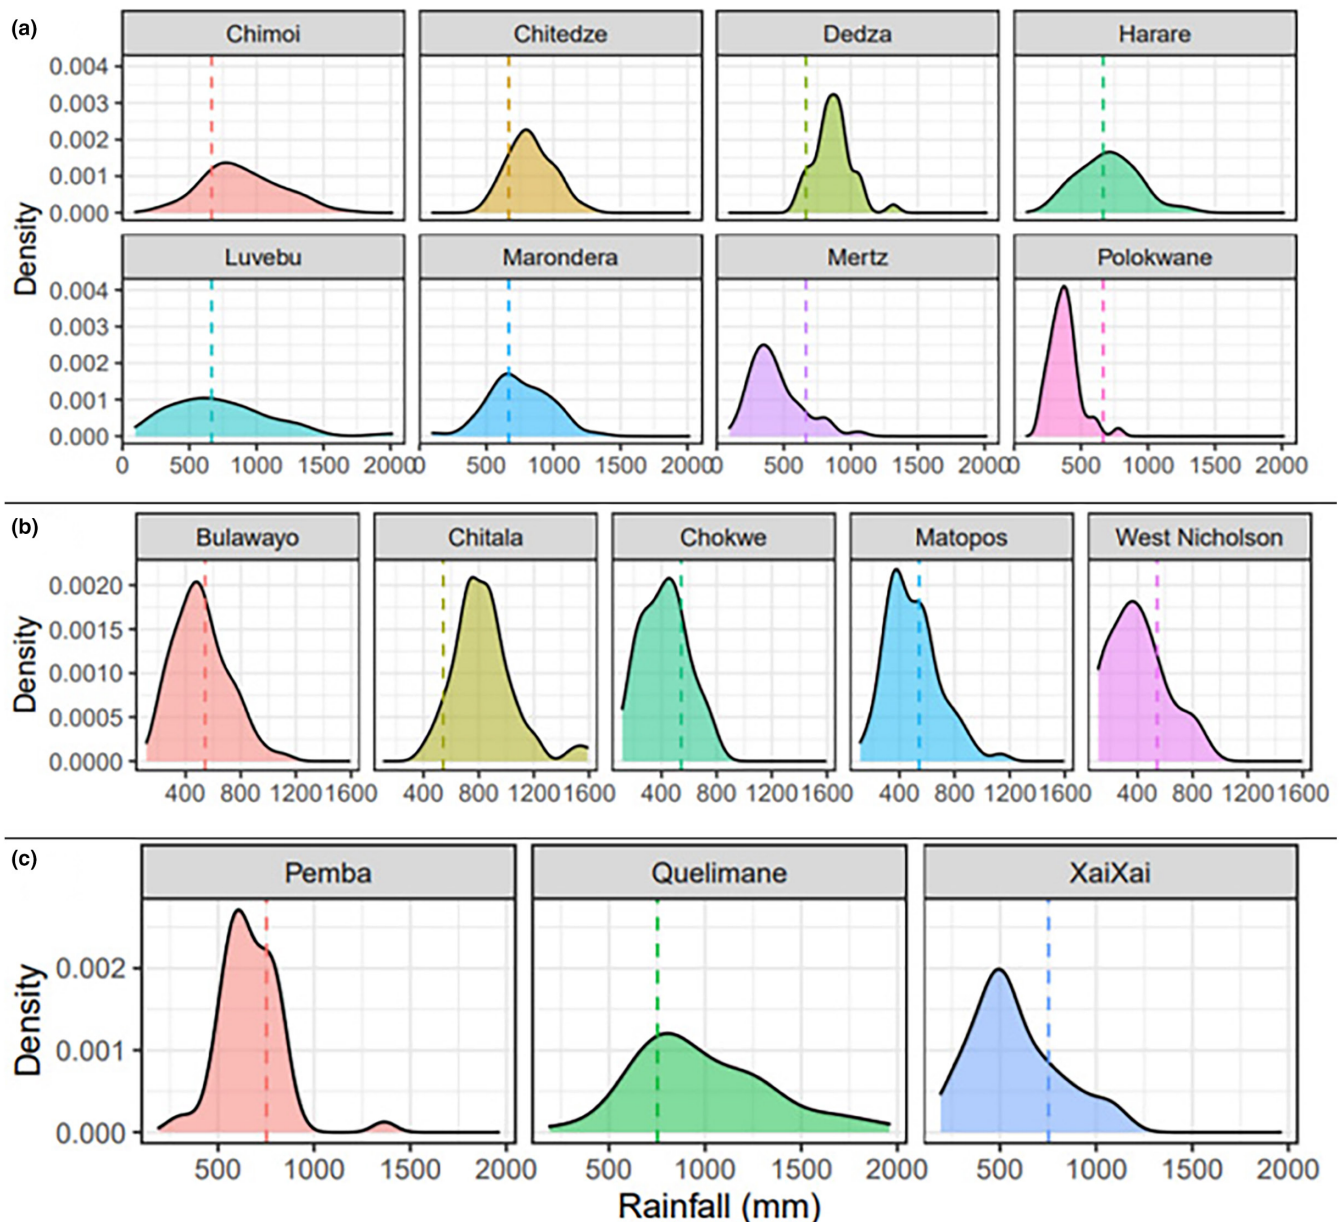 (a)
Chimoi Chitedze Dedza Harare
0.004
0.003
0.002
0.001
0.000
Luvebu Marondera Mertz Polokwane
0.004
0.003
0.002
0.001
0.000
Density
0 500 1000 1500 2000 0 500 1000 1500 2000 0 500 1000 1500 2000 0 500 1000 1500 2000
(b)
Bulawayo Chitala Chokwe Matopos West Nicholson
0.0020
0.0015
0.0010
0.0005
0.0000
Density
400 800 1200 1600 400 800 1200 1600 400 800 1200 1600 400 800 1200 1600 400 800 1200 1600
(c)
Pemba Quelimane XaiXai
0.002
0.001
0.000
Density
500 1000 1500 2000 500 1000 1500 2000 500 1000 1500 2000
Rainfall (mm)